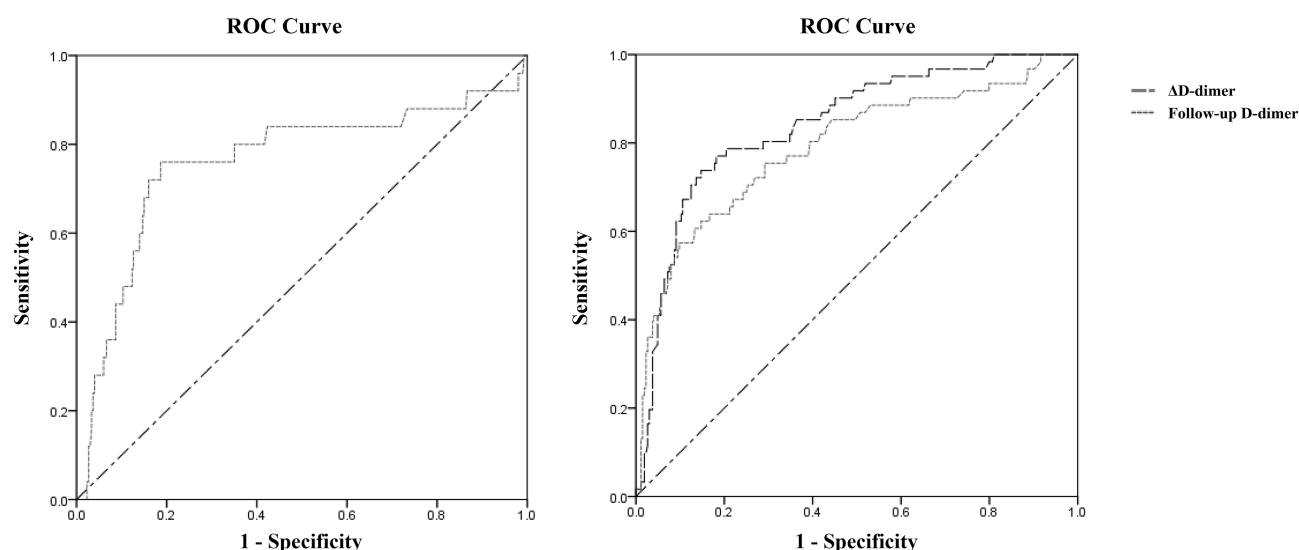 ROC Curve
1.0
0.8
0.6
0.4
0.2
0.0
Sensitivity
0.0 0.2 0.4 0.6 0.8 1.0
1 - Specificity
ROC Curve
1.0
0.8
0.6
0.4
0.2
0.0
Sensitivity
0.0 0.2 0.4 0.6 0.8 1.0
1 - Specificity
ΔD-dimer
Follow-up D-dimer